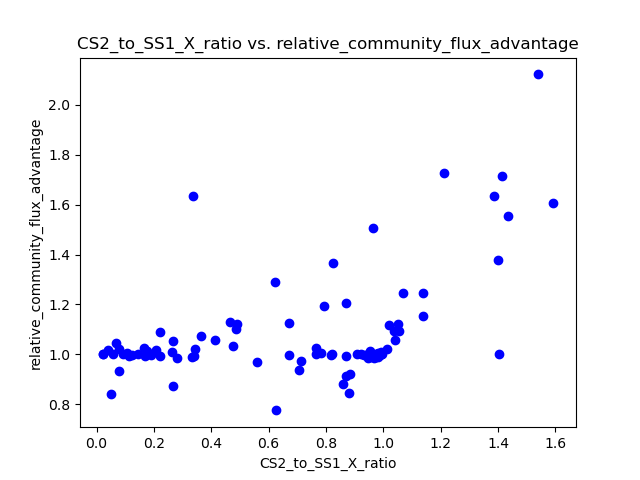 CS2_to_SS1_X_ratio vs. relative_community_flux_advantage
2.0
1.8
1.6
1.4
1.2
1.0
0.8
relative_community_flux_advantage
0.0 0.2 0.4 0.6 0.8 1.0 1.2 1.4 1.6
CS2_to_SS1_X_ratio